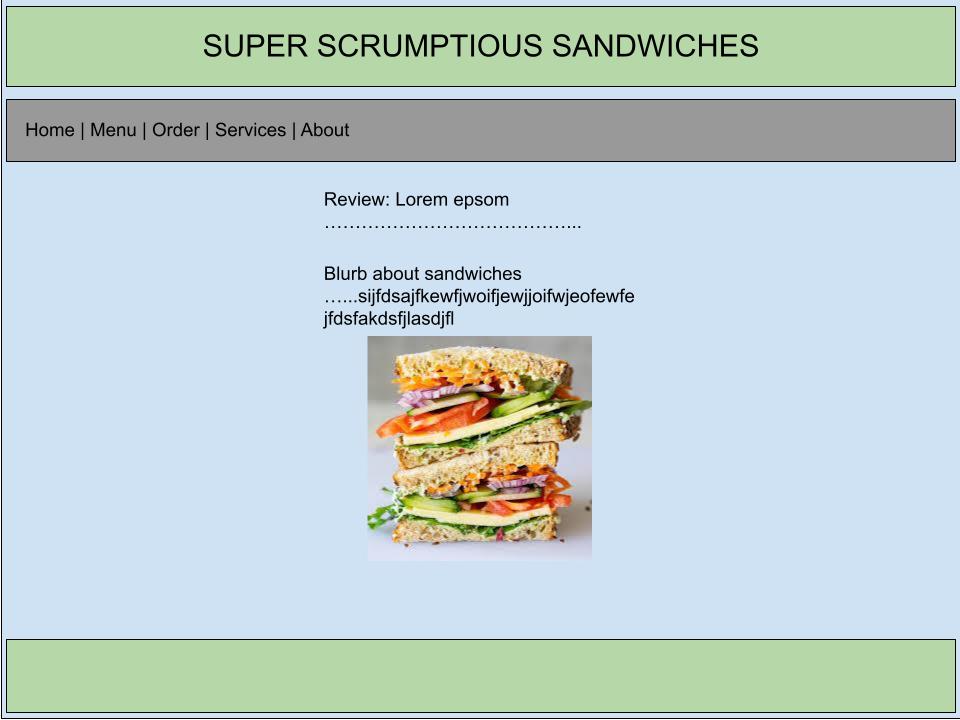 SUPER SCRUMPTIOUS SANDWICHES
Home | Menu | Order | Services | About
Review: Lorem epsom
…………………………………...
Blurb about sandwiches
…...sijfdsajfkewfjwoifjewjjoifwjeofewfe
jfdsfakdsfjlasdjfl